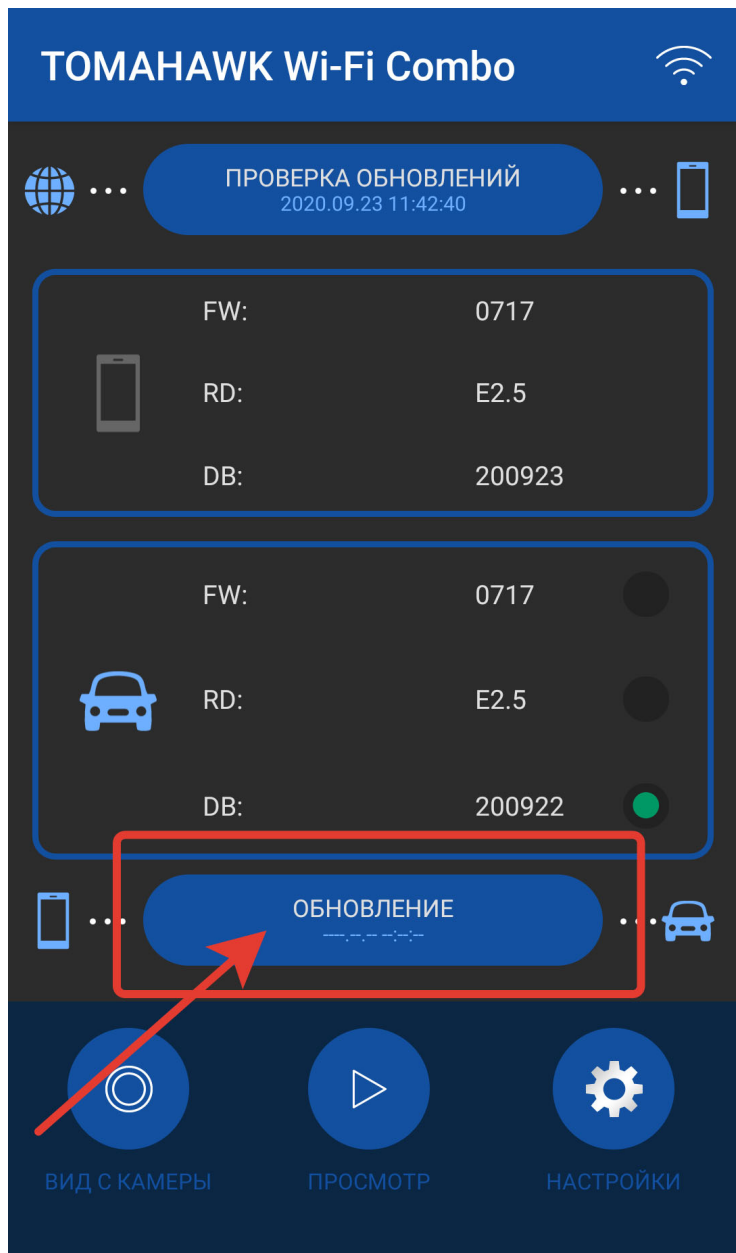 TOMAHAWK Wi-Fi Combo
ПРОВЕРКА ОБНОВЛЕНИЙ
2020.09.23 11:42:40
FW: 0717
RD: E2.5
DB: 200923
FW: 0717
RD: E2.5
DB: 200922
ОБНОВЛЕНИЕ
----.--.-- --:--:--
ВИД С КАМЕРЫ ПРОСМОТР НАСТРОЙКИ